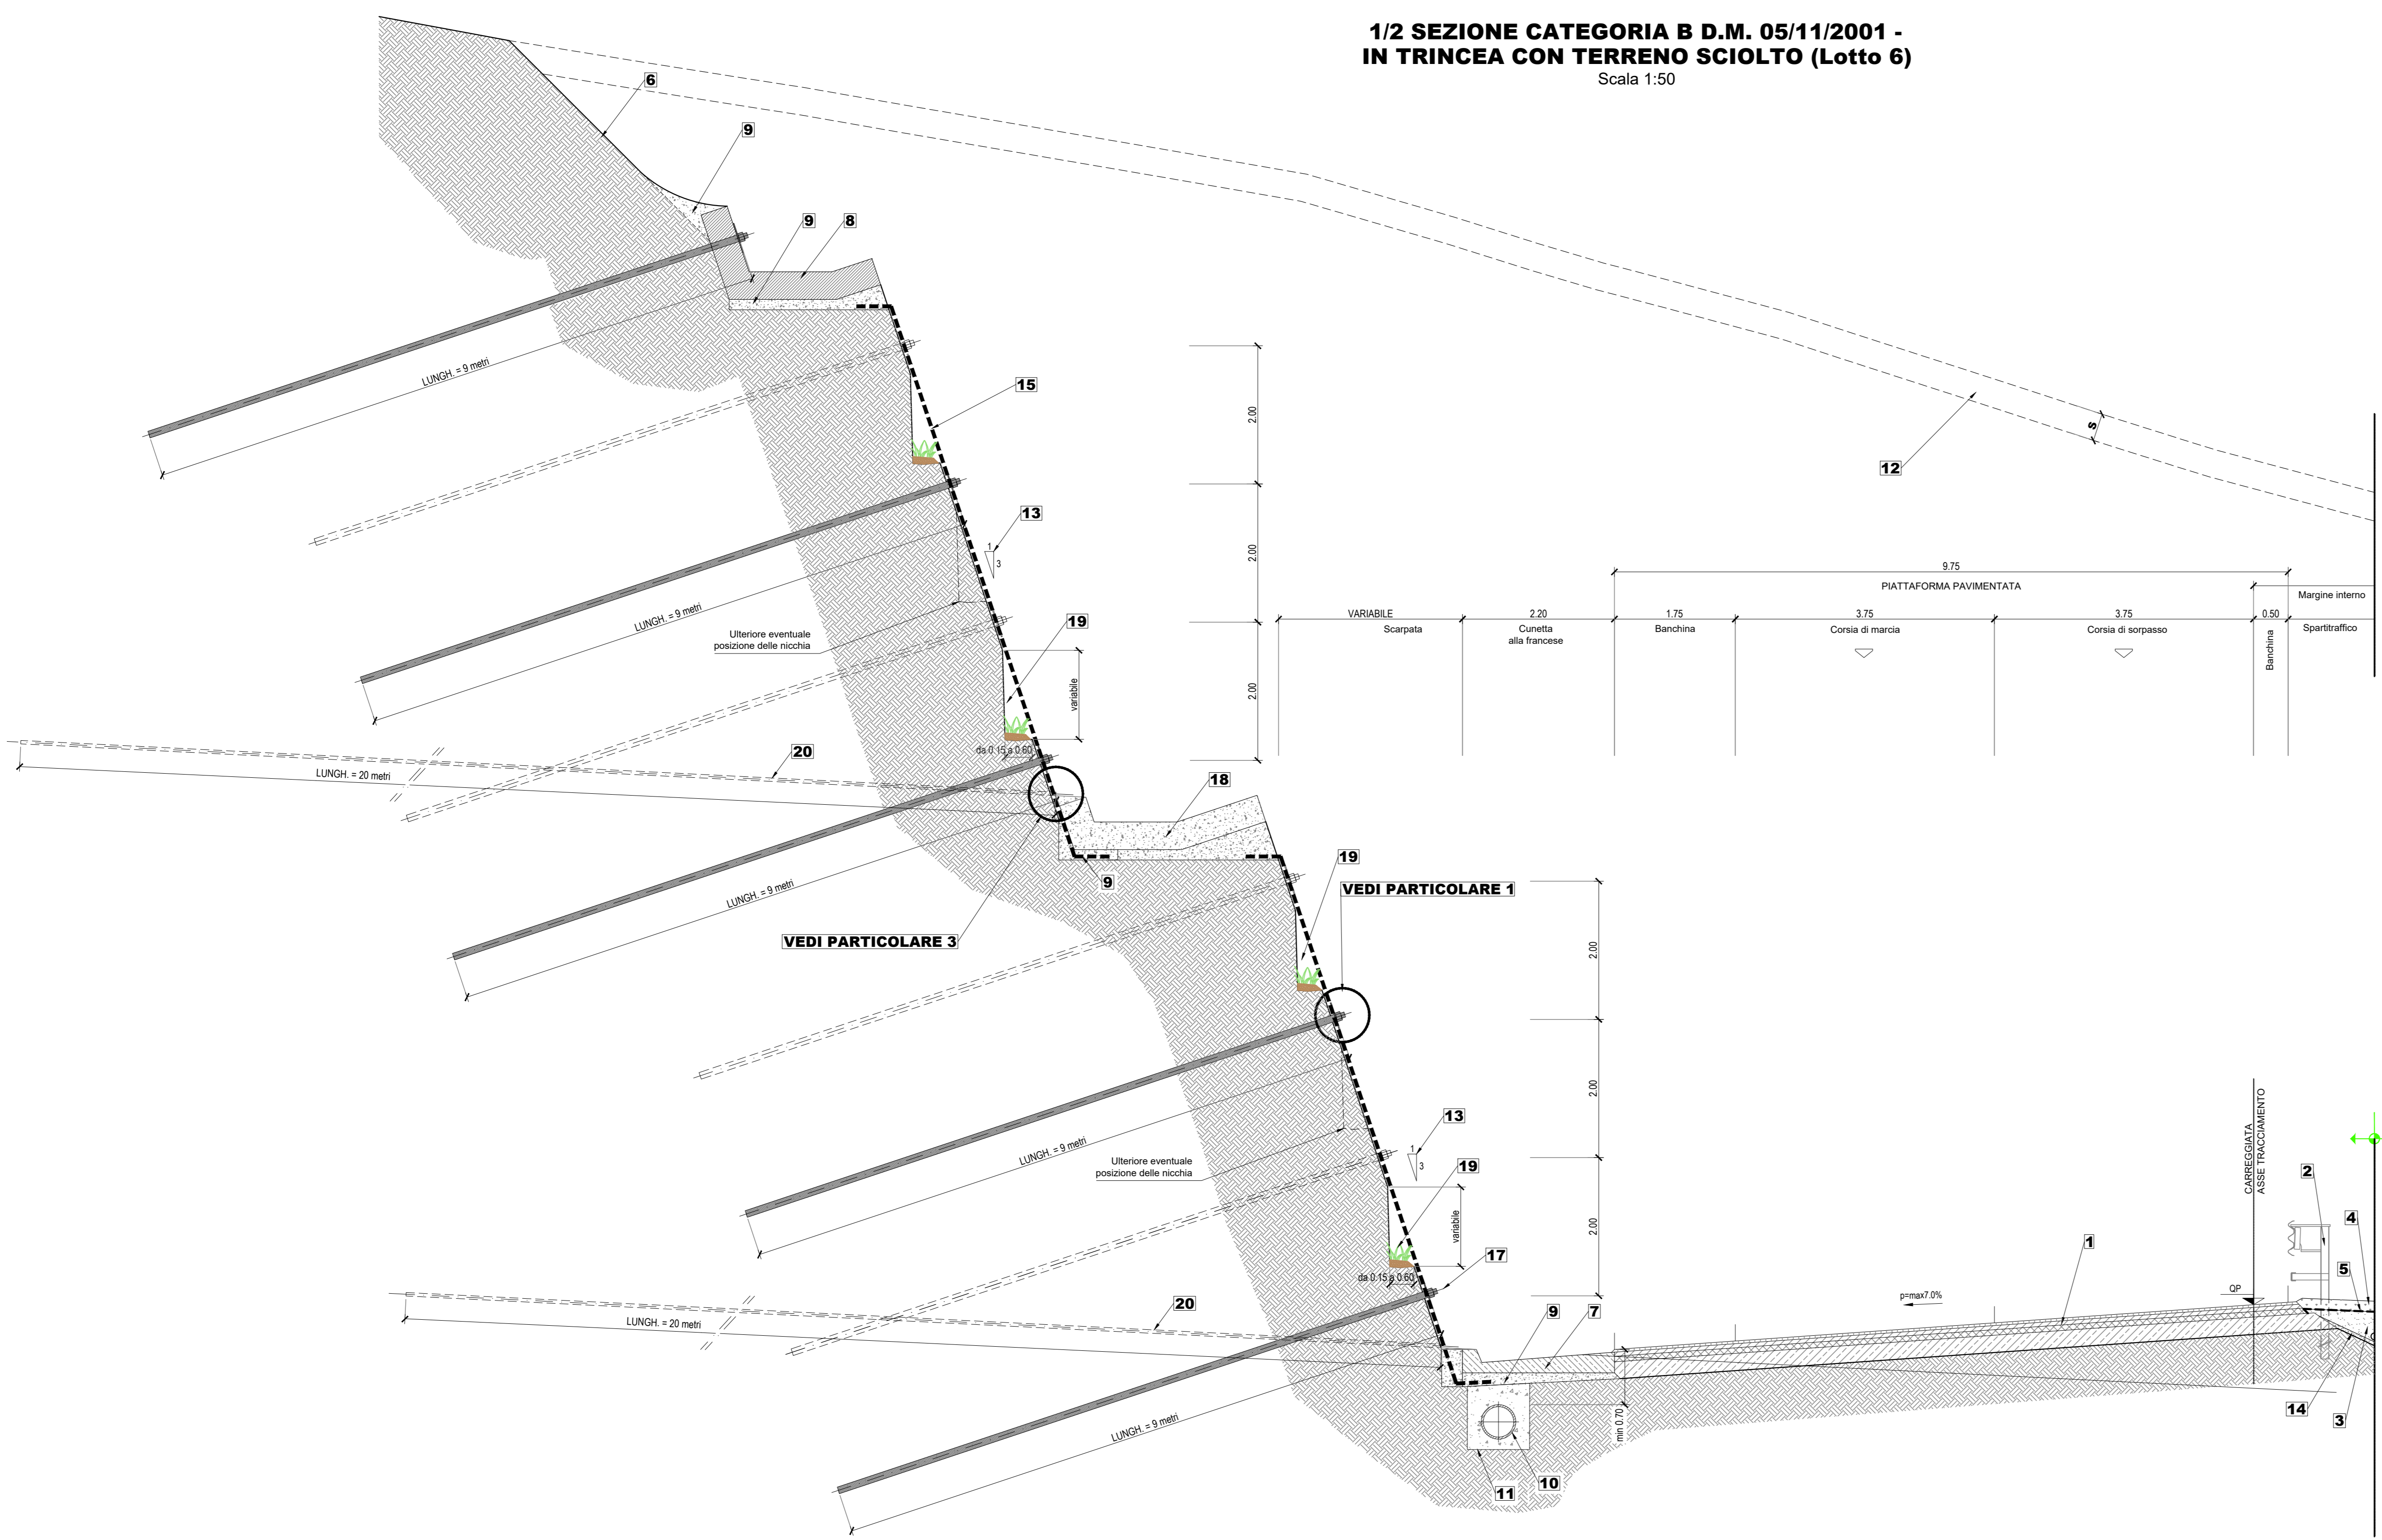 1/2 SEZIONE CATEGORIA B D.M. 05/11/2001 -
IN TRINCEA CON TERRENO SCIOLTO (Lotto 6)
Scala 1:50
6
9
9
8
LUNGH. = 9 metri
15
2.00
12
s
13
1
3
2.00
LUNGH. = 9 metri
9.75
PIATTAFORMA PAVIMENTATA
Margine interno
VARIABILE
2.20
1.75
3.75
3.75
0.50
Scarpata
Cunetta
alla francese
Banchina
Corsia di marcia
Corsia di sorpasso
Banchina
Spartitraffico
Ulteriore eventuale
posizione delle nicchia
19
variabile
2.00
da 0.15 a 0.60
20
LUNGH. = 20 metri
18
9
LUNGH. = 9 metri
VEDI PARTICOLARE 3
19
VEDI PARTICOLARE 1
2.00
2.00
LUNGH. = 9 metri
13
1
3
Ulteriore eventuale
posizione delle nicchia
19
variabile
2.00
da 0.15 a 0.60
17
20
LUNGH. = 20 metri
9
7
1
p=max7.0%
QP
CARREGGIATA
ASSE TRACCIAMENTO
2
4
5
14
3
min 0.70
LUNGH. = 9 metri
10
11